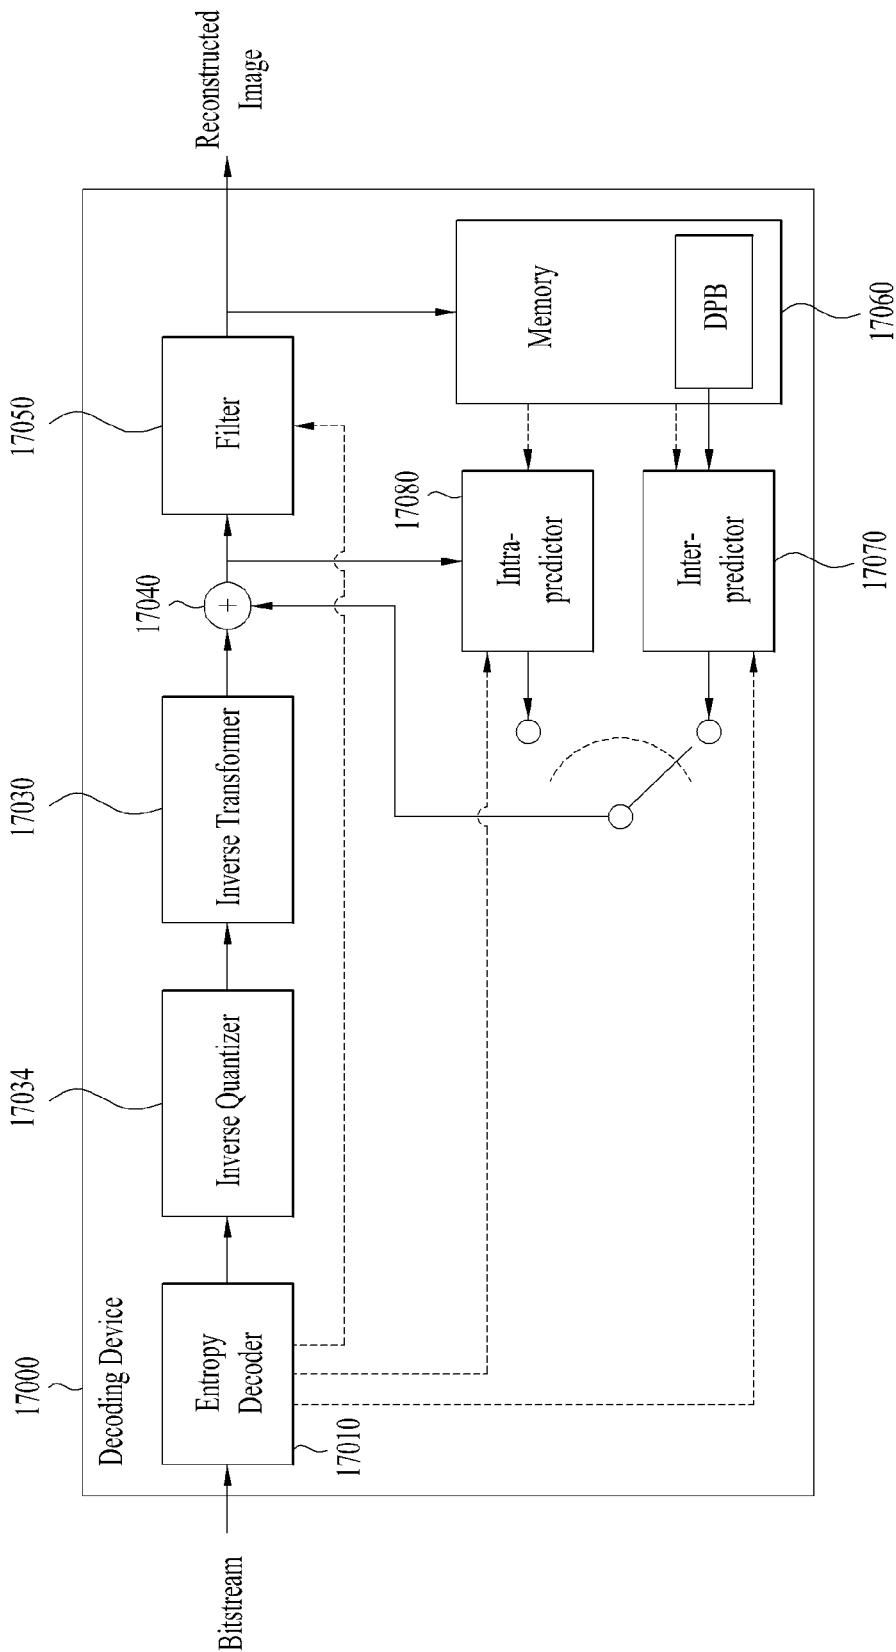 17000
Decoding Device
Bitstream
Entropy
Decoder
17010
Inverse Quantizer
17034
Inverse Transformer
17030
+
17040
Filter
17050
Reconstructed
Image
Memory
DPB
17060
Intra-
predictor
17080
Inter-
predictor
17070